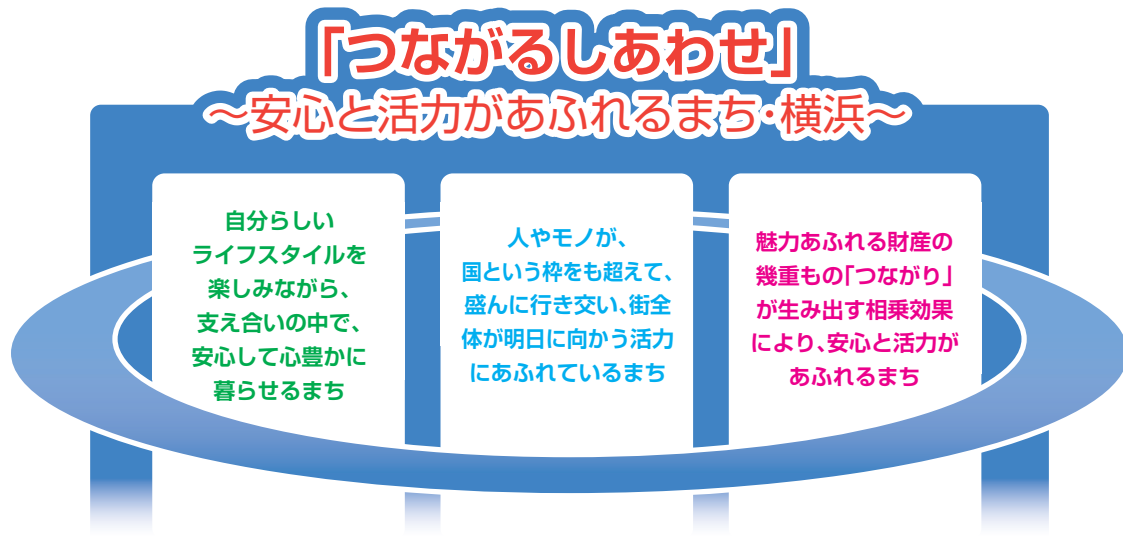 「つながるしあわせ」
～安心と活力があふれるまち・横浜～
自分らしい
ライフスタイルを
楽しみながら、
支え合いの中で、
安心して心豊かに
暮らせるまち
人やモノが、
国という枠をも超えて、
盛んに行き交い、街全
体が明日に向かう活力
にあふれているまち
魅力あふれる財産の
幾重もの「つながり」
が生み出す相乗効果
により、安心と活力が
あふれるまち